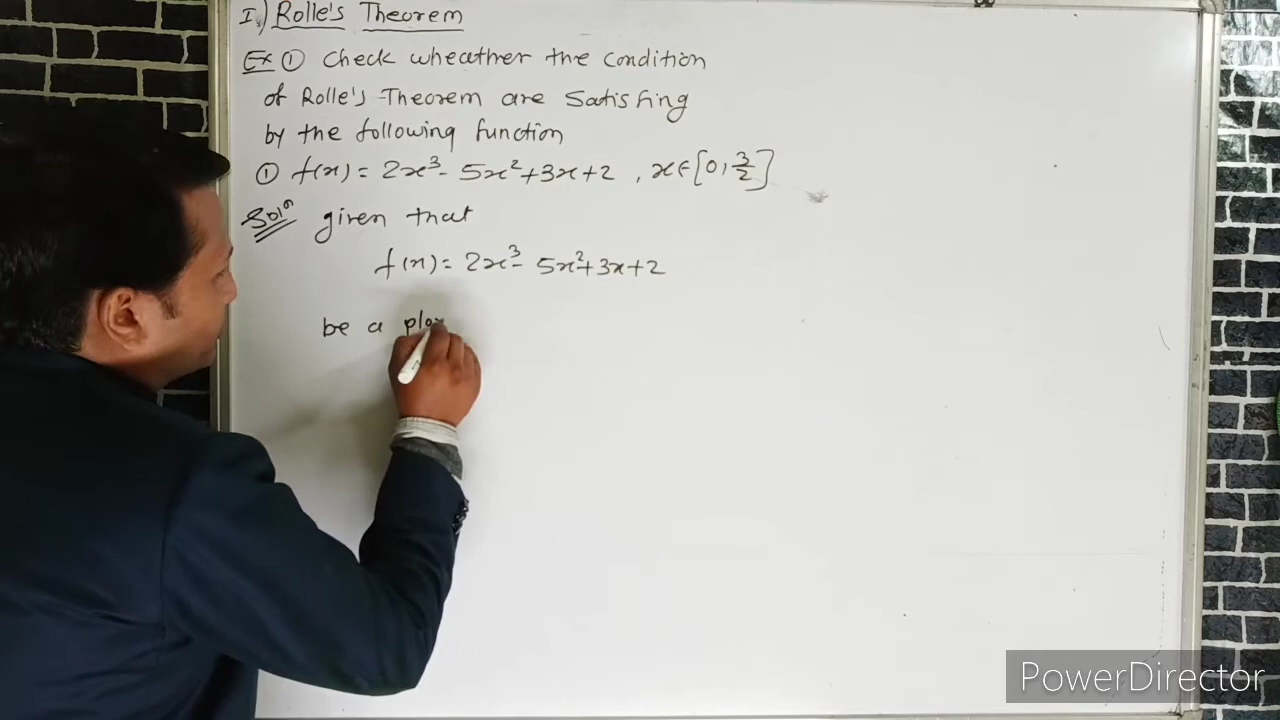 I.) Rolle's Theorem
Ex ① Check wheather the condition
of Rolle's Theorem are Satisfing
by the following function
① f(x) = 2x³ - 5x² + 3x + 2 , x ∈ [0, 3/2]
Solⁿ given that
f(x) = 2x³ - 5x² + 3x + 2
be a
PowerDirector